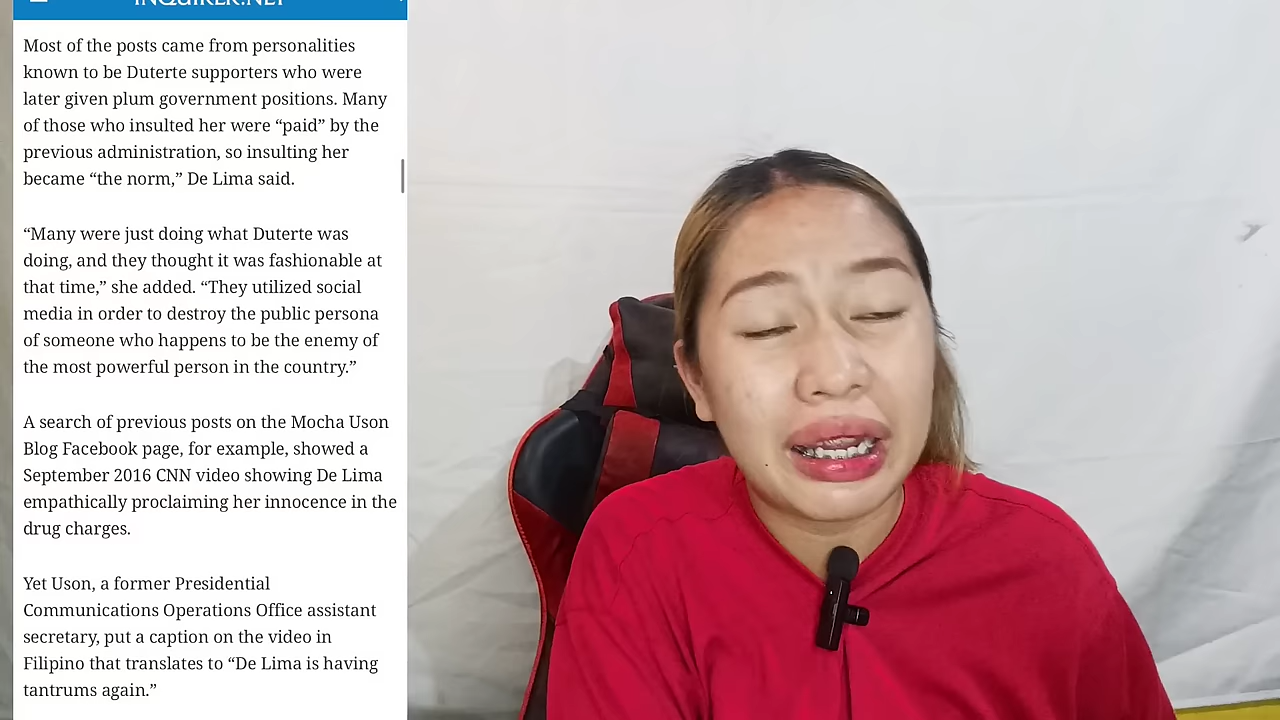 INQUIRER.NET
Most of the posts came from personalities
known to be Duterte supporters who were
later given plum government positions. Many
of those who insulted her were “paid” by the
previous administration, so insulting her
became “the norm,” De Lima said.
“Many were just doing what Duterte was
doing, and they thought it was fashionable at
that time,” she added. “They utilized social
media in order to destroy the public persona
of someone who happens to be the enemy of
the most powerful person in the country.”
A search of previous posts on the Mocha Uson
Blog Facebook page, for example, showed a
September 2016 CNN video showing De Lima
empathically proclaiming her innocence in the
drug charges.
Yet Uson, a former Presidential
Communications Operations Office assistant
secretary, put a caption on the video in
Filipino that translates to “De Lima is having
tantrums again.”